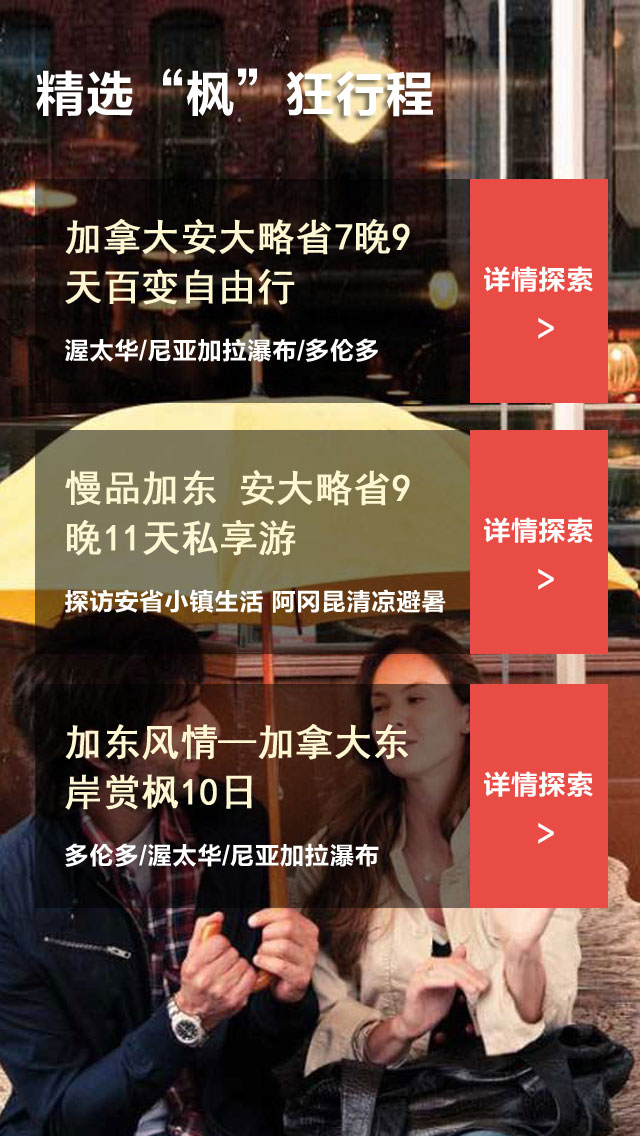 精选“枫”狂行程
加拿大安大略省7晚9
天百变自由行
渥太华/尼亚加拉瀑布/多伦多
详情探索
>
慢品加东 安大略省9
晚11天私享游
探访安省小镇生活 阿冈昆清凉避暑
详情探索
>
加东风情—加拿大东
岸赏枫10日
多伦多/渥太华/尼亚加拉瀑布
详情探索
>